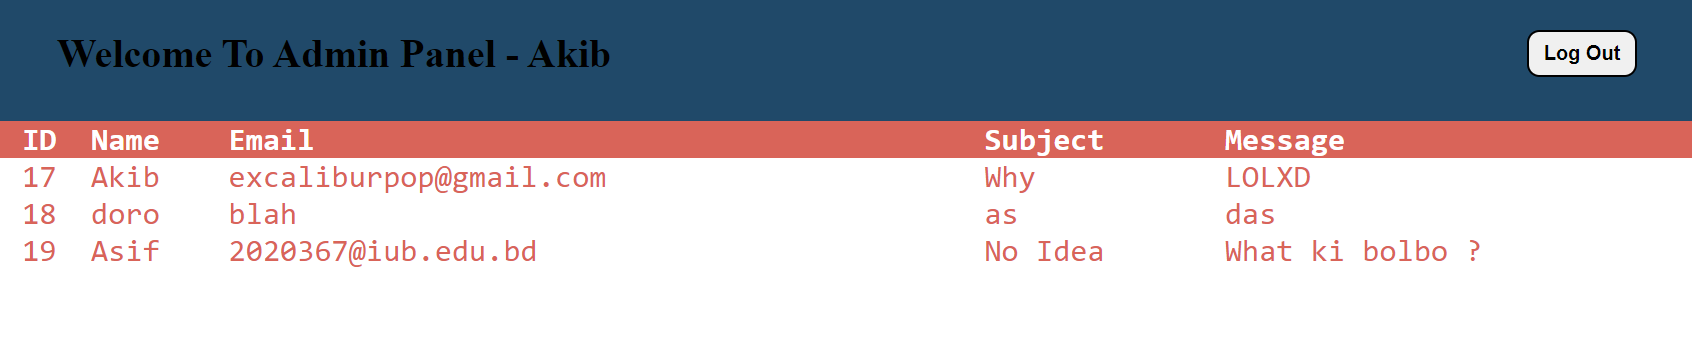 Welcome To Admin Panel - Akib
Log Out
ID Name Email Subject Message
17 Akib excaliburpop@gmail.com Why LOLXD
18 doro blah as das
19 Asif 2020367@iub.edu.bd No Idea What ki bolbo ?